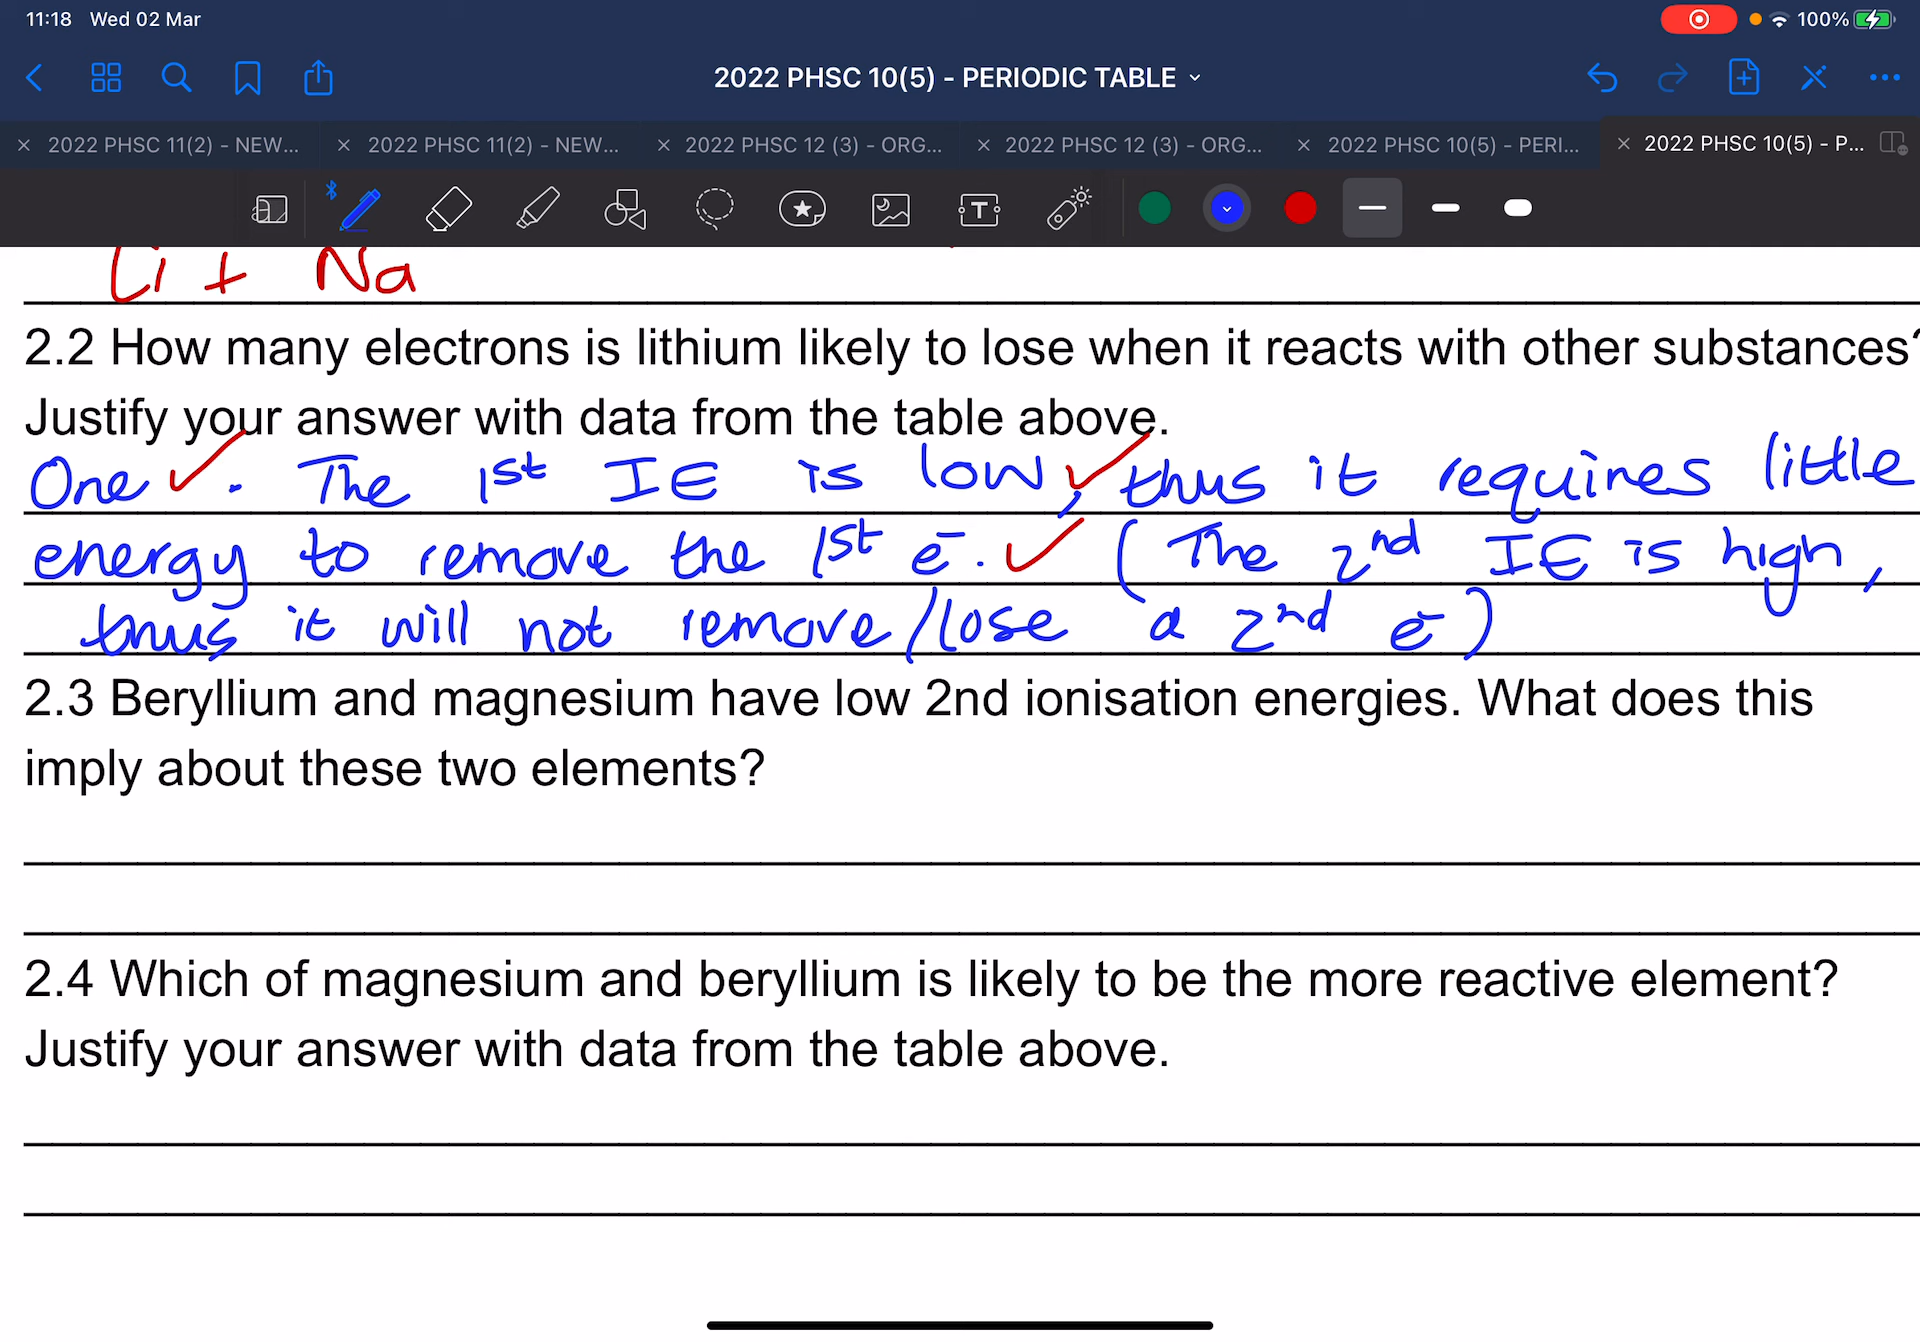 11:18 Wed 02 Mar
100%
2022 PHSC 10(5) - PERIODIC TABLE
2022 PHSC 11(2) - NEW... 2022 PHSC 11(2) - NEW... 2022 PHSC 12 (3) - ORG... 2022 PHSC 12 (3) - ORG... 2022 PHSC 10(5) - PERI... 2022 PHSC 10(5) - P...
Li + Na
2.2 How many electrons is lithium likely to lose when it reacts with other substances?
Justify your answer with data from the table above.
One ✓. The 1st IE is low,✓ thus it requires little
energy to remove the 1st e⁻. ✓ (The 2nd IE is high,
thus it will not remove/lose a 2nd e⁻)
2.3 Beryllium and magnesium have low 2nd ionisation energies. What does this
imply about these two elements?
2.4 Which of magnesium and beryllium is likely to be the more reactive element?
Justify your answer with data from the table above.